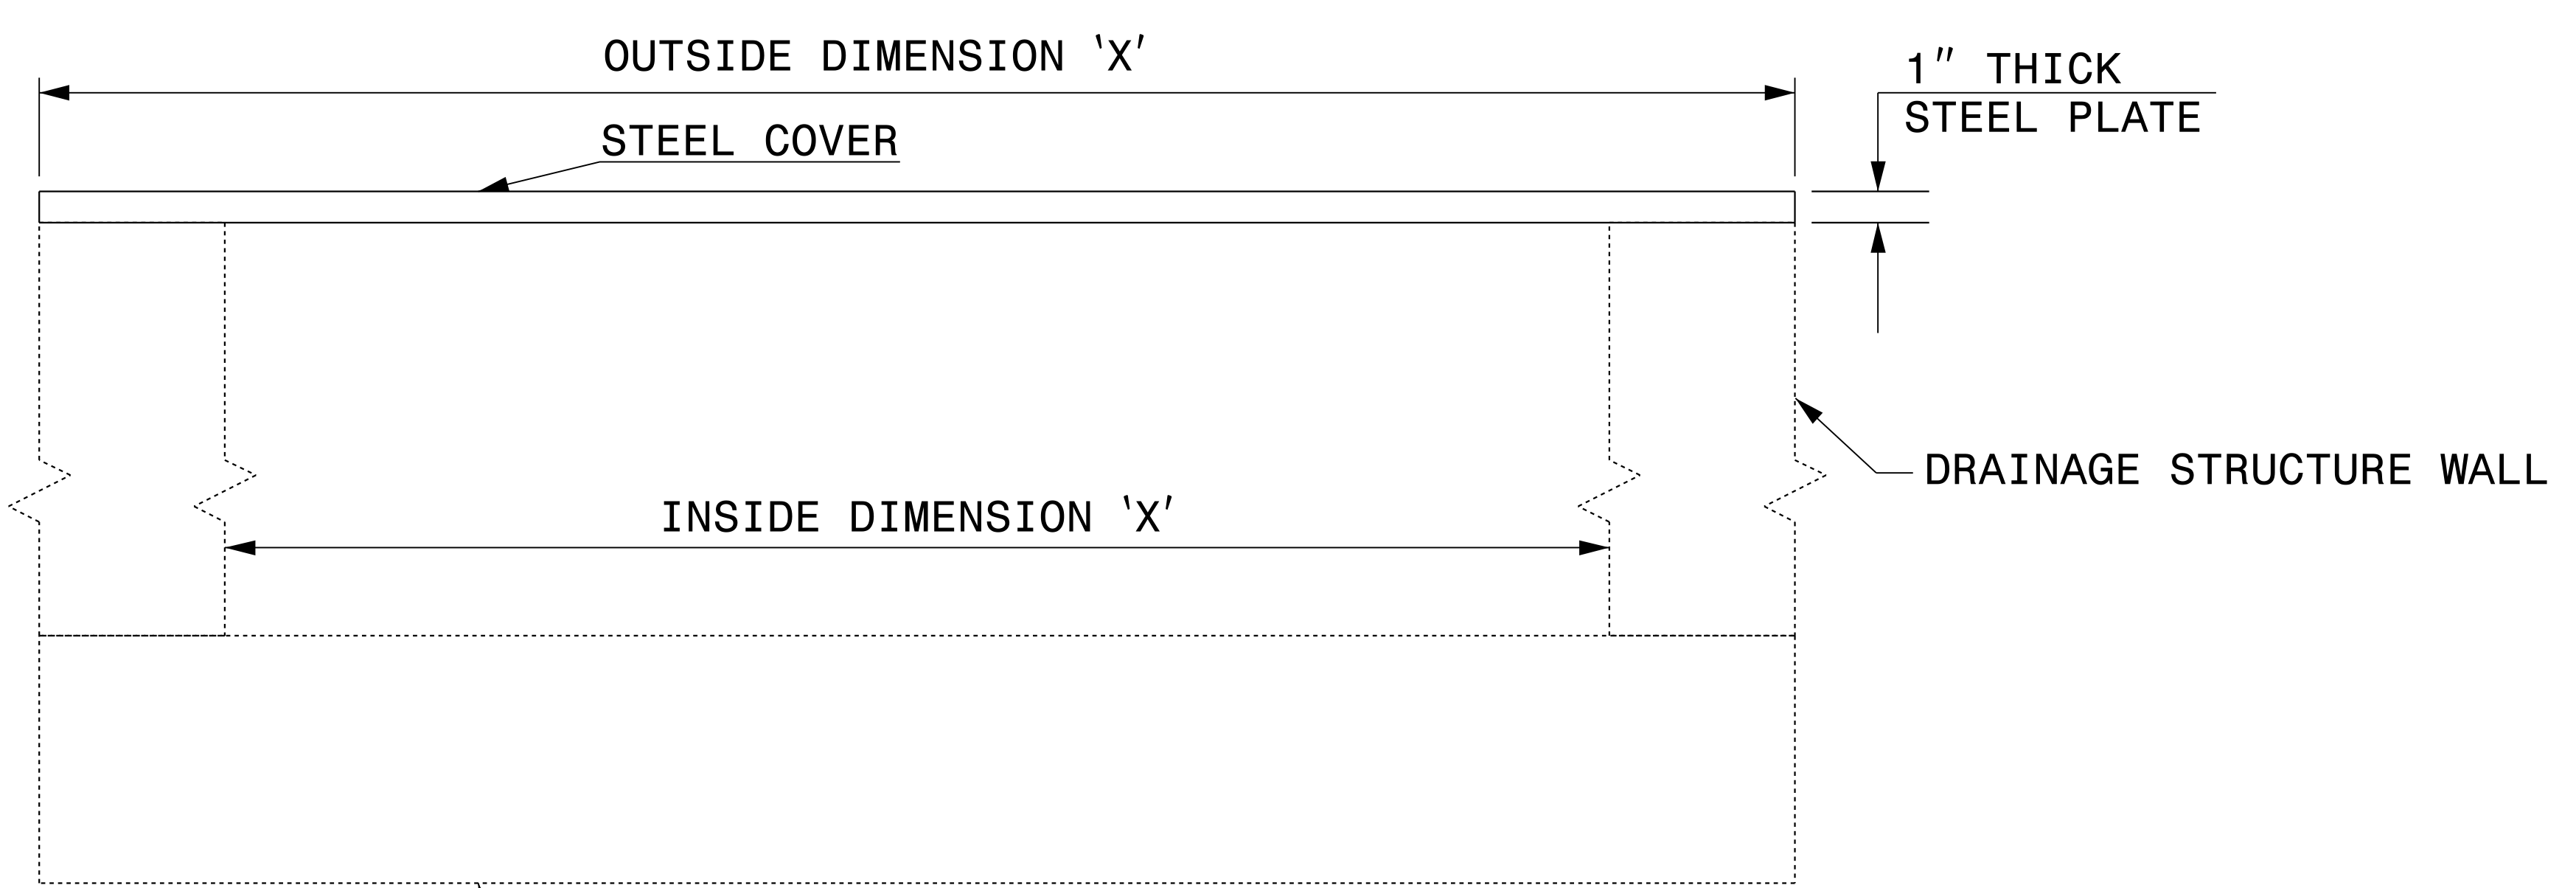 OUTSIDE DIMENSION 'X'
1" THICK
STEEL PLATE
STEEL COVER
DRAINAGE STRUCTURE WALL
INSIDE DIMENSION 'X'